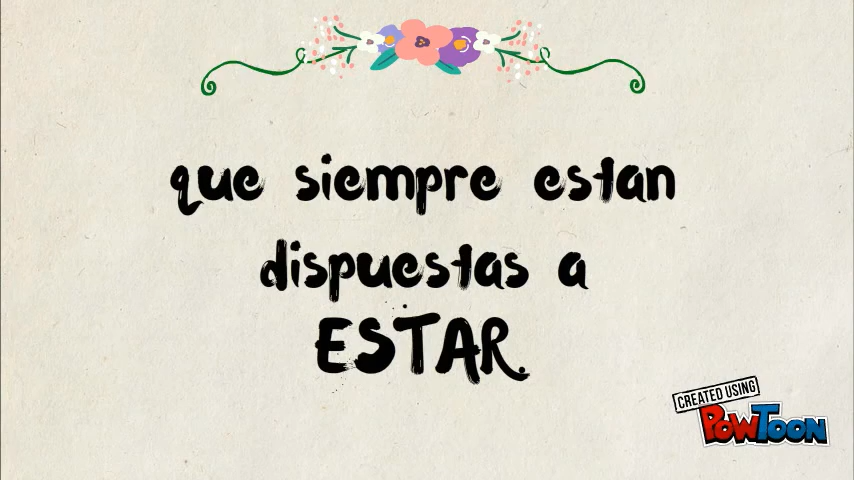 que siempre estan
dispuestas a
ESTAR.
CREATED USING
POWTOON